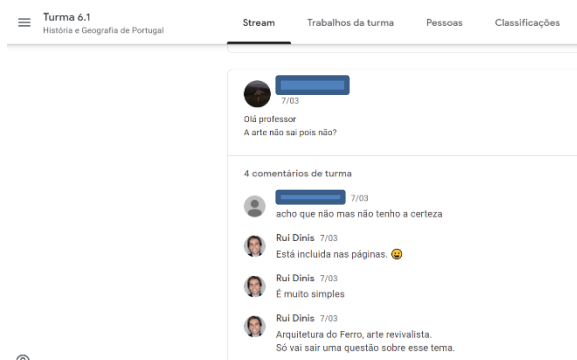 Turma 6.1
História e Geografia de Portugal
Stream
Trabalhos da turma
Pessoas
Classificações
7/03
Olá professor
A arte não sai pois não?
4 comentários de turma
7/03
acho que não mas não tenho a certeza
Rui Dinis 7/03
Está incluida nas páginas. 😀
Rui Dinis 7/03
É muito simples
Rui Dinis 7/03
Arquitetura do Ferro, arte revivalista.
Só vai sair uma questão sobre esse tema.